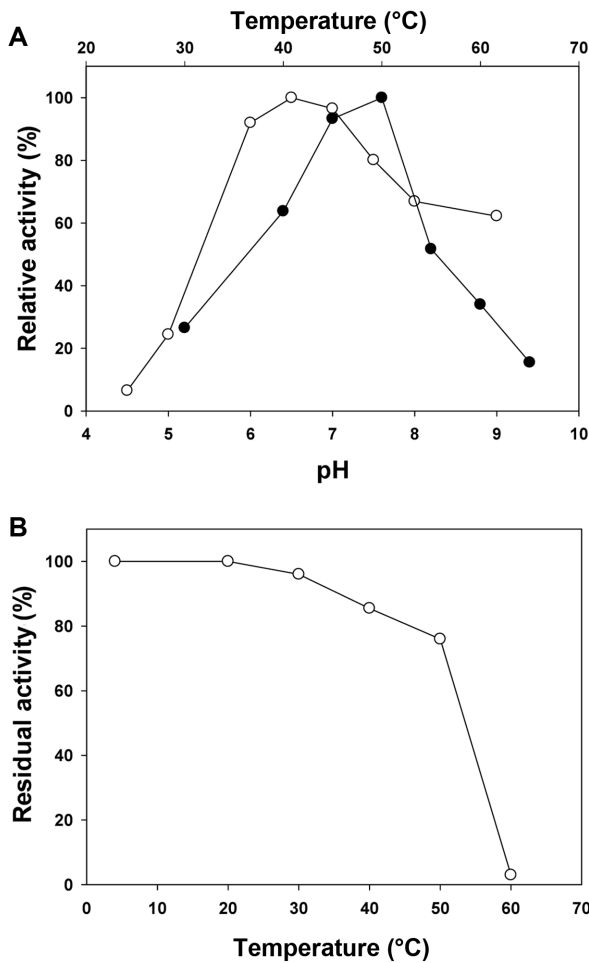 A
Temperature (°C)
20 30 40 50 60 70
100
80
60
40
20
0
Relative activity (%)
4 5 6 7 8 9 10
pH
B
100
80
60
40
20
0
Residual activity (%)
0 10 20 30 40 50 60 70
Temperature (°C)